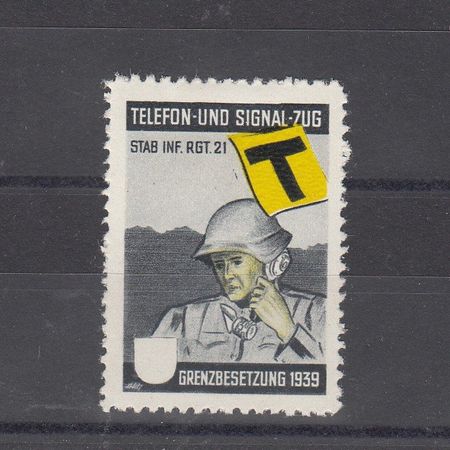 TELEFON-UND SIGNAL-ZUG
STAB INF. RGT. 21
T
GRENZBESETZUNG 1939